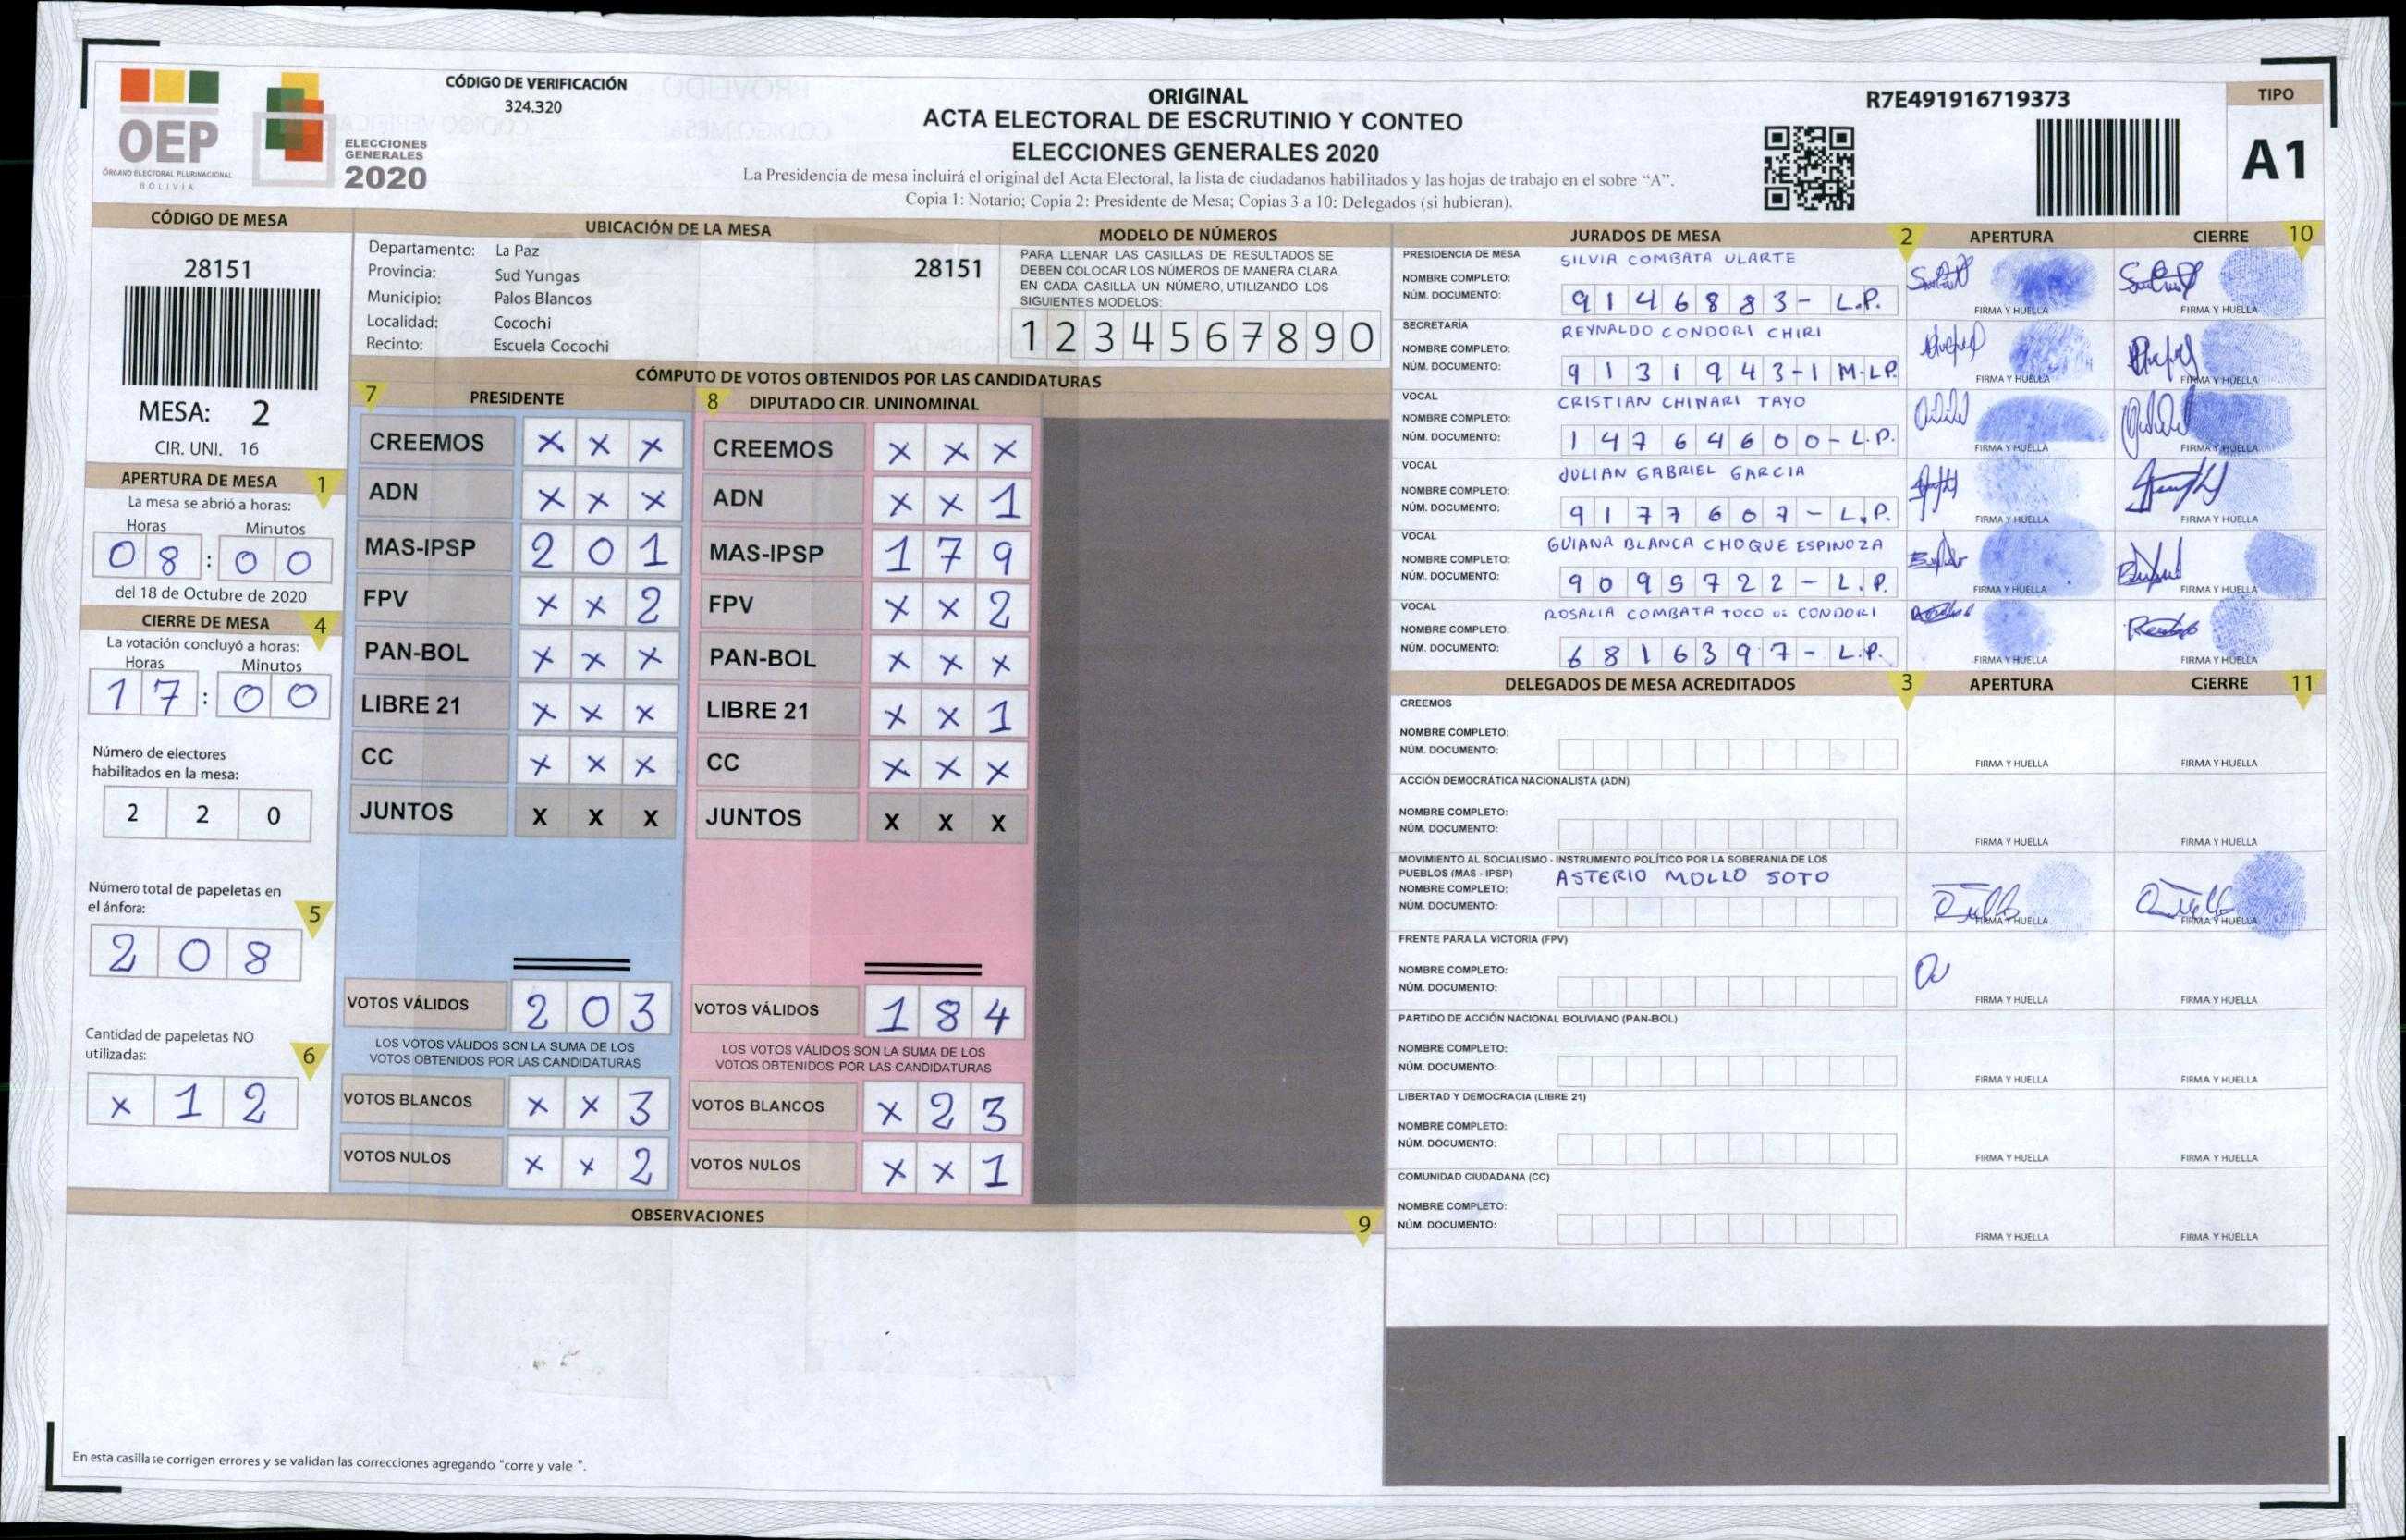 OEP
ÓRGANO ELECTORAL PLURINACIONAL
BOLIVIA
ELECCIONES
GENERALES
2020
CÓDIGO DE VERIFICACIÓN
324.320
ORIGINAL
ACTA ELECTORAL DE ESCRUTINIO Y CONTEO
ELECCIONES GENERALES 2020
La Presidencia de mesa incluirá el original del Acta Electoral, la lista de ciudadanos habilitados y las hojas de trabajo en el sobre “A”.
Copia 1: Notario; Copia 2: Presidente de Mesa; Copias 3 a 10: Delegados (si hubieran).
R7E491916719373
TIPO
A1
CÓDIGO DE MESA
28151
MESA: 2
CIR. UNI. 16
APERTURA DE MESA 1
La mesa se abrió a horas:
Horas Minutos
08:00
del 18 de Octubre de 2020
CIERRE DE MESA 4
La votación concluyó a horas:
Horas Minutos
17:00
Número de electores
habilitados en la mesa:
2 2 0
Número total de papeletas en
el ánfora: 5
2 0 8
Cantidad de papeletas NO
utilizadas: 6
x 1 2
UBICACIÓN DE LA MESA
Departamento: La Paz
Provincia: Sud Yungas
Municipio: Palos Blancos
Localidad: Cocochi
Recinto: Escuela Cocochi
28151
MODELO DE NÚMEROS
PARA LLENAR LAS CASILLAS DE RESULTADOS SE
DEBEN COLOCAR LOS NÚMEROS DE MANERA CLARA.
EN CADA CASILLA UN NÚMERO, UTILIZANDO LOS
SIGUIENTES MODELOS:
1 2 3 4 5 6 7 8 9 0
CÓMPUTO DE VOTOS OBTENIDOS POR LAS CANDIDATURAS
7 PRESIDENTE
CREEMOS x x x
ADN x x x
MAS-IPSP 2 0 1
FPV x x 2
PAN-BOL x x x
LIBRE 21 x x x
CC x x x
JUNTOS X X X
VOTOS VÁLIDOS 2 0 3
LOS VOTOS VÁLIDOS SON LA SUMA DE LOS
VOTOS OBTENIDOS POR LAS CANDIDATURAS
VOTOS BLANCOS x x 3
VOTOS NULOS x x 2
8 DIPUTADO CIR. UNINOMINAL
CREEMOS x x x
ADN x x 1
MAS-IPSP 1 7 9
FPV x x 2
PAN-BOL x x x
LIBRE 21 x x 1
CC x x x
JUNTOS X X X
VOTOS VÁLIDOS 1 8 4
LOS VOTOS VÁLIDOS SON LA SUMA DE LOS
VOTOS OBTENIDOS POR LAS CANDIDATURAS
VOTOS BLANCOS x 2 3
VOTOS NULOS x x 1
OBSERVACIONES 9
En esta casilla se corrigen errores y se validan las correcciones agregando "corre y vale ".
JURADOS DE MESA 2 APERTURA CIERRE 10
PRESIDENCIA DE MESA
NOMBRE COMPLETO: SILVIA COMBATA ULARTE
NÚM. DOCUMENTO: 9146883- L.P.
FIRMA Y HUELLA FIRMA Y HUELLA
SECRETARÍA
NOMBRE COMPLETO: REYNALDO CONDORI CHIRI
NÚM. DOCUMENTO: 9131943-1M-LP.
FIRMA Y HUELLA FIRMA Y HUELLA
VOCAL
NOMBRE COMPLETO: CRISTIAN CHINARI TAYO
NÚM. DOCUMENTO: 14764600-L.P.
FIRMA Y HUELLA FIRMA Y HUELLA
VOCAL
NOMBRE COMPLETO: JULIAN GABRIEL GARCIA
NÚM. DOCUMENTO: 9177607-L.P.
FIRMA Y HUELLA FIRMA Y HUELLA
VOCAL
NOMBRE COMPLETO: GUIANA BLANCA CHOQUE ESPINOZA
NÚM. DOCUMENTO: 9095722-L.P.
FIRMA Y HUELLA FIRMA Y HUELLA
VOCAL
NOMBRE COMPLETO: ROSALIA COMBATA TOCO DE CONDORI
NÚM. DOCUMENTO: 6816397-L.P.
FIRMA Y HUELLA FIRMA Y HUELLA
DELEGADOS DE MESA ACREDITADOS 3 APERTURA CIERRE 11
CREEMOS
NOMBRE COMPLETO:
NÚM. DOCUMENTO:
FIRMA Y HUELLA FIRMA Y HUELLA
ACCIÓN DEMOCRÁTICA NACIONALISTA (ADN)
NOMBRE COMPLETO:
NÚM. DOCUMENTO:
FIRMA Y HUELLA FIRMA Y HUELLA
MOVIMIENTO AL SOCIALISMO - INSTRUMENTO POLÍTICO POR LA SOBERANIA DE LOS
PUEBLOS (MAS - IPSP)
NOMBRE COMPLETO: ASTERIO MOLLO SOTO
NÚM. DOCUMENTO:
FIRMA Y HUELLA FIRMA Y HUELLA
FRENTE PARA LA VICTORIA (FPV)
NOMBRE COMPLETO:
NÚM. DOCUMENTO:
FIRMA Y HUELLA FIRMA Y HUELLA
PARTIDO DE ACCIÓN NACIONAL BOLIVIANO (PAN-BOL)
NOMBRE COMPLETO:
NÚM. DOCUMENTO:
FIRMA Y HUELLA FIRMA Y HUELLA
LIBERTAD Y DEMOCRACIA (LIBRE 21)
NOMBRE COMPLETO:
NÚM. DOCUMENTO:
FIRMA Y HUELLA FIRMA Y HUELLA
COMUNIDAD CIUDADANA (CC)
NOMBRE COMPLETO:
NÚM. DOCUMENTO:
FIRMA Y HUELLA FIRMA Y HUELLA